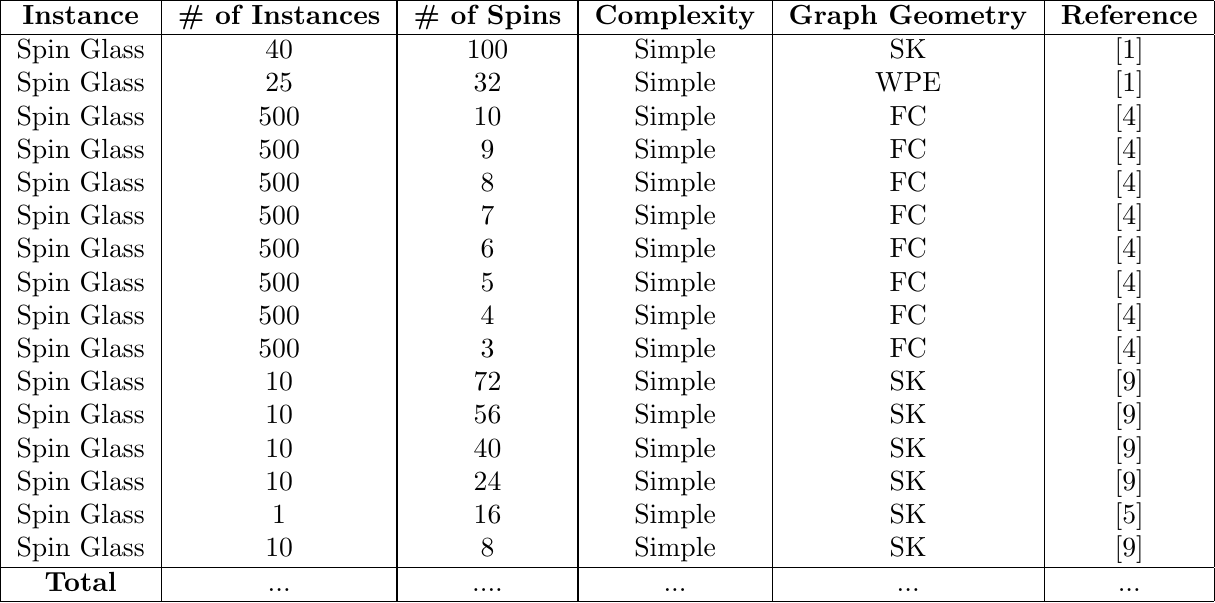 Instance # of Instances # of Spins Complexity Graph Geometry Reference
Spin Glass 40 100 Simple SK [1]
Spin Glass 25 32 Simple WPE [1]
Spin Glass 500 10 Simple FC [4]
Spin Glass 500 9 Simple FC [4]
Spin Glass 500 8 Simple FC [4]
Spin Glass 500 7 Simple FC [4]
Spin Glass 500 6 Simple FC [4]
Spin Glass 500 5 Simple FC [4]
Spin Glass 500 4 Simple FC [4]
Spin Glass 500 3 Simple FC [4]
Spin Glass 10 72 Simple SK [9]
Spin Glass 10 56 Simple SK [9]
Spin Glass 10 40 Simple SK [9]
Spin Glass 10 24 Simple SK [9]
Spin Glass 1 16 Simple SK [5]
Spin Glass 10 8 Simple SK [9]
Total ... .... ... ... ...